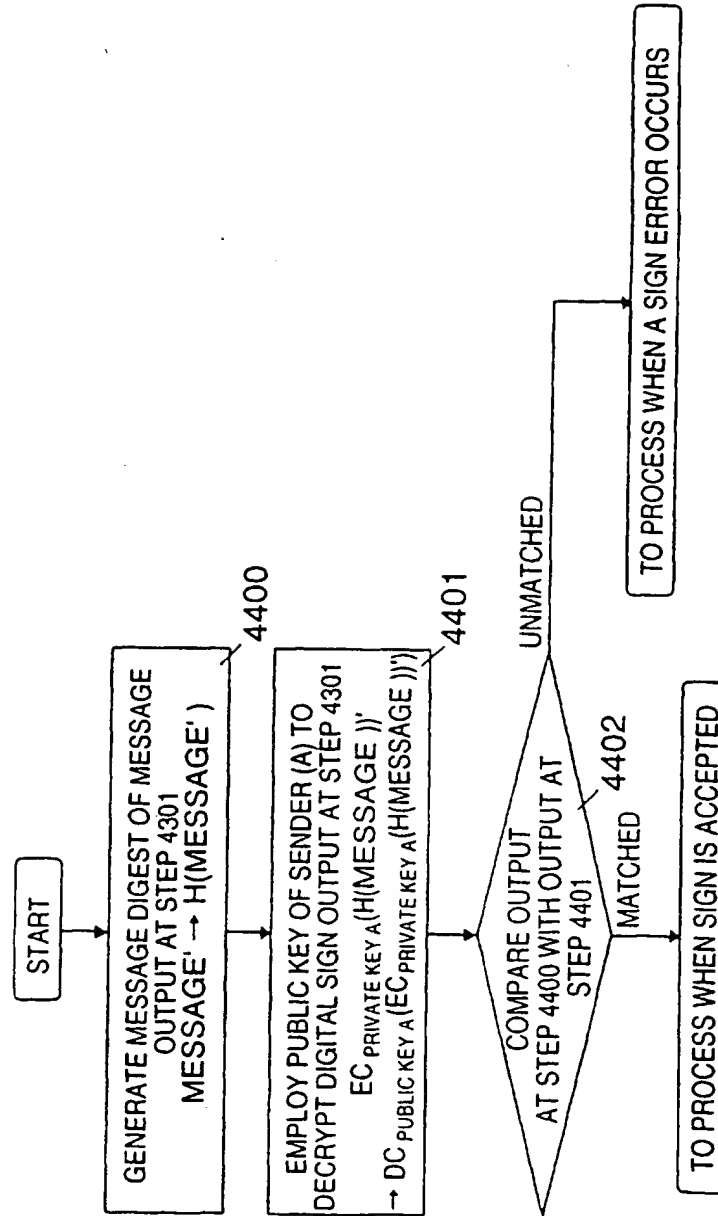 START
GENERATE MESSAGE DIGEST OF MESSAGE
OUTPUT AT STEP 4301
MESSAGE' → H(MESSAGE' )
4400
EMPLOY PUBLIC KEY OF SENDER (A) TO
DECRYPT DIGITAL SIGN OUTPUT AT STEP 4301
EC PRIVATE KEY A (H(MESSAGE ))'
→ DC PUBLIC KEY A (EC PRIVATE KEY A (H(MESSAGE ))')
4401
COMPARE OUTPUT
AT STEP 4400 WITH OUTPUT AT
STEP 4401
4402
UNMATCHED
MATCHED
TO PROCESS WHEN A SIGN ERROR OCCURS
TO PROCESS WHEN SIGN IS ACCEPTED